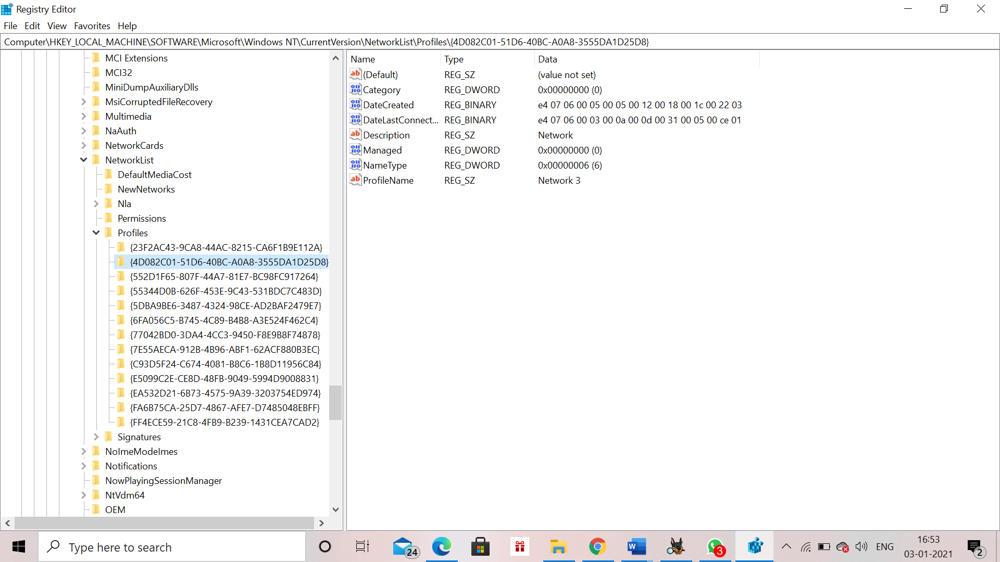 Registry Editor
File Edit View Favorites Help
Computer\HKEY_LOCAL_MACHINE\SOFTWARE\Microsoft\Windows NT\CurrentVersion\NetworkList\Profiles\{4D082C01-51D6-40BC-A0A8-3555DA1D25D8}
MCI Extensions
MCI32
MiniDumpAuxiliaryDlls
MsiCorruptedFileRecovery
Multimedia
NaAuth
NetworkCards
NetworkList
DefaultMediaCost
NewNetworks
Nla
Permissions
Profiles
{23F2AC43-9CA8-44AC-8215-CA6F1B9E112A}
{4D082C01-51D6-40BC-A0A8-3555DA1D25D8}
{552D1F65-807F-44A7-81E7-BC98FC917264}
{55344D0B-626F-453E-9C43-531BDC7C483D}
{5DBA9BE6-3487-4324-98CE-AD2BAF2479E7}
{6FA056C5-B745-4C89-B4B8-A3E524F462C4}
{77042BD0-3DA4-4CC3-9450-F8E9B8F74878}
{7E55AECA-912B-4B96-ABF1-62ACF880B3EC}
{C93D5F24-C674-4081-B8C6-1B8D11956C84}
{E5099C2E-CE8D-48FB-9049-5994D9008831}
{EA532D21-6B73-4575-9A39-3203754ED974}
{FA6B75CA-25D7-4867-AFE7-D7485048EBFF}
{FF4ECE59-21C8-4FB9-B239-1431CEA7CAD2}
Signatures
NoImeModeImes
Notifications
NowPlayingSessionManager
NtVdm64
OEM
Name Type Data
(Default) REG_SZ (value not set)
Category REG_DWORD 0x00000000 (0)
DateCreated REG_BINARY e4 07 06 00 05 00 05 00 12 00 18 00 1c 00 22 03
DateLastConnect... REG_BINARY e4 07 06 00 03 00 0a 00 0d 00 31 00 05 00 ce 01
Description REG_SZ Network
Managed REG_DWORD 0x00000000 (0)
NameType REG_DWORD 0x00000006 (6)
ProfileName REG_SZ Network 3
Type here to search
24
W
3
ENG
16:53
03-01-2021
2